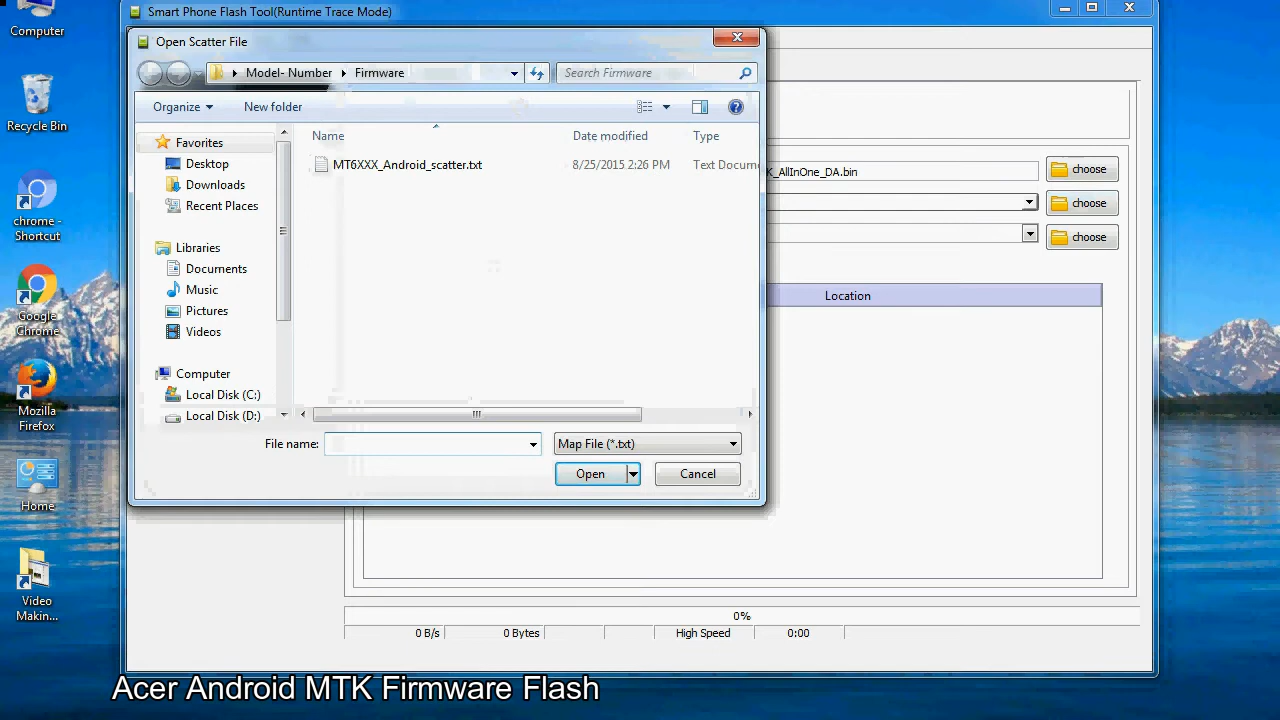 Smart Phone Flash Tool(Runtime Trace Mode)
Open Scatter File
Model- Number
Firmware
Search Firmware
Organize
New folder
Name
Date modified
Type
MT6XXX_Android_scatter.txt
8/25/2015 2:26 PM
Text Docum
Favorites
Desktop
Downloads
Recent Places
Libraries
Documents
Music
Pictures
Videos
Computer
Local Disk (C:)
Local Disk (D:)
File name:
Map File (*.txt)
Open
Cancel
K_AllInOne_DA.bin
choose
choose
choose
Location
0%
0 B/s
0 Bytes
High Speed
0:00
Computer
Recycle Bin
chrome -
Shortcut
Google
Chrome
Mozilla
Firefox
Home
Video
Makin...
Acer Android MTK Firmware Flash